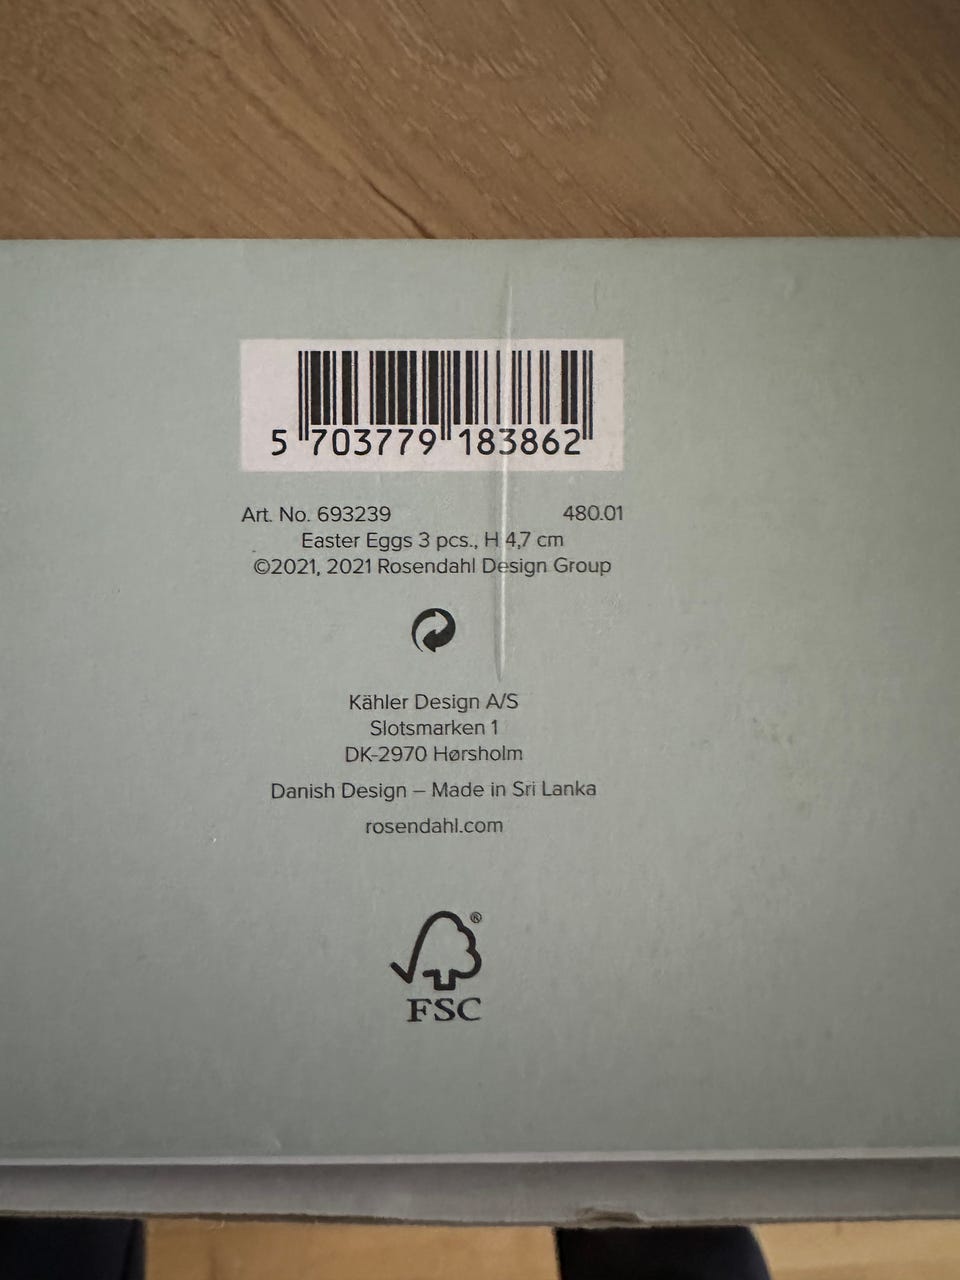 5 703779 183862
Art. No. 693239 480.01
Easter Eggs 3 pcs., H 4,7 cm
©2021, 2021 Rosendahl Design Group
Kähler Design A/S
Slotsmarken 1
DK-2970 Hørsholm
Danish Design – Made in Sri Lanka
rosendahl.com
®
FSC